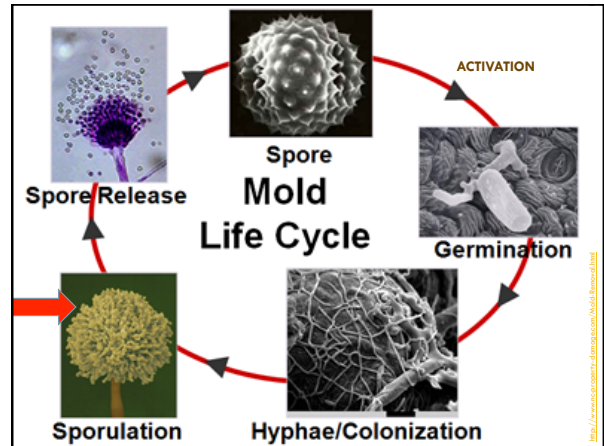 ACTIVATION
Spore
Spore Release
Mold
Life Cycle
Germination
Sporulation
Hyphae/Colonization